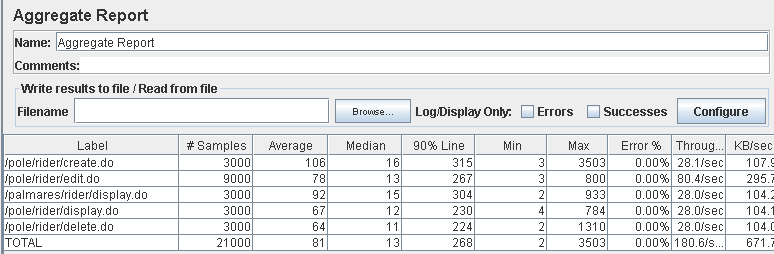 Aggregate Report
Name: Aggregate Report
Comments:
Write results to file / Read from file
Filename Browse... Log/Display Only: Errors Successes Configure
Label # Samples Average Median 90% Line Min Max Error % Throug... KB/sec
/pole/rider/create.do 3000 106 16 315 3 3503 0.00% 28.1/sec 107.9
/pole/rider/edit.do 9000 78 13 267 3 800 0.00% 80.4/sec 295.7
/palmares/rider/display.do 3000 92 15 304 2 933 0.00% 28.0/sec 104.2
/pole/rider/display.do 3000 67 12 230 4 784 0.00% 28.0/sec 104.1
/pole/rider/delete.do 3000 64 11 224 2 1310 0.00% 28.0/sec 104.0
TOTAL 21000 81 13 268 2 3503 0.00% 180.6/s... 671.7